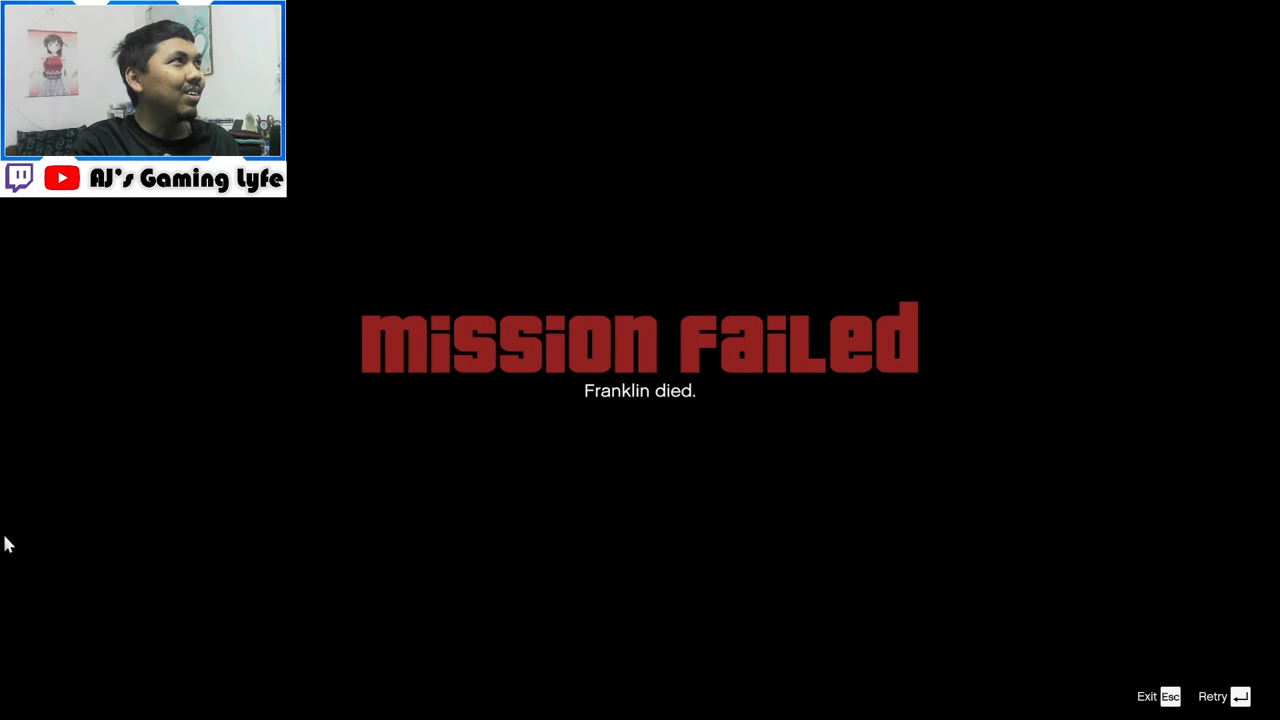 AJ's Gaming Lyfe
mission failed
Franklin died.
Exit Esc Retry